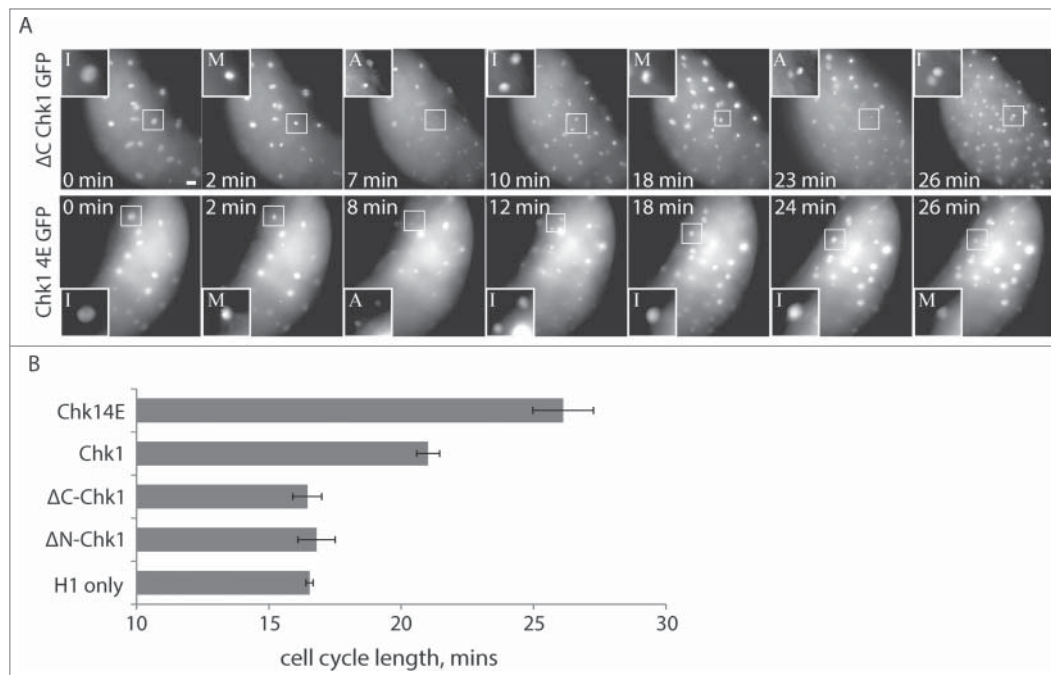 A
ΔC Chk1 GFP
I
M
A
I
M
A
I
0 min
2 min
7 min
10 min
18 min
23 min
26 min
Chk1 4E GFP
0 min
2 min
8 min
12 min
18 min
24 min
26 min
I
M
A
I
I
I
M
B
Chk14E
Chk1
ΔC-Chk1
ΔN-Chk1
H1 only
10
15
20
25
30
cell cycle length, mins